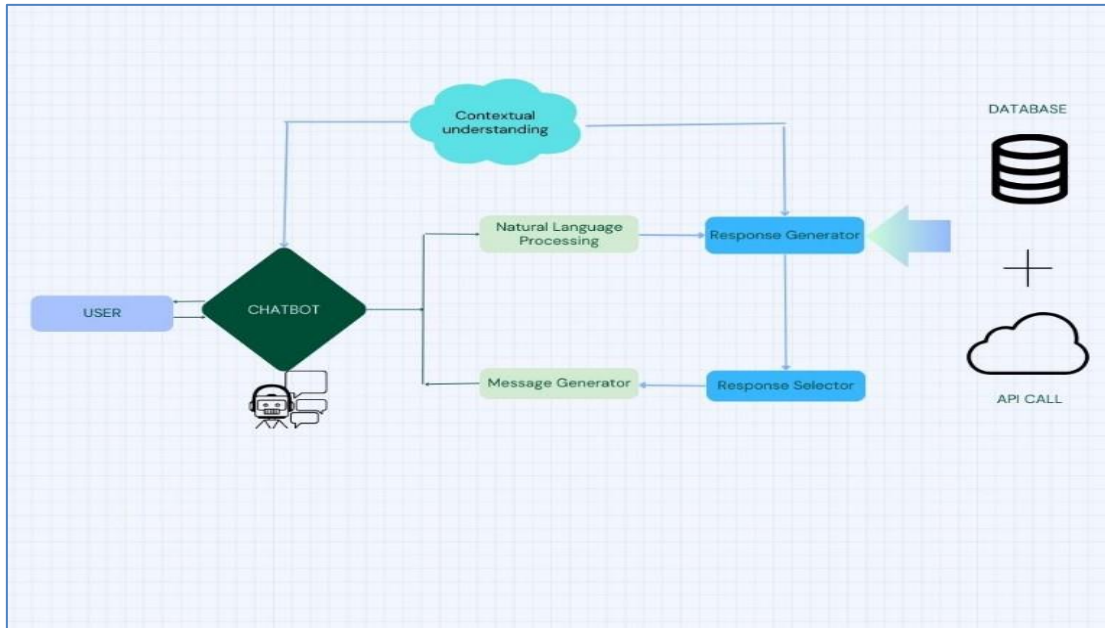 Contextual
understanding
DATABASE
Natural Language
Processing
Response Generator
USER
CHATBOT
Message Generator
Response Selector
API CALL